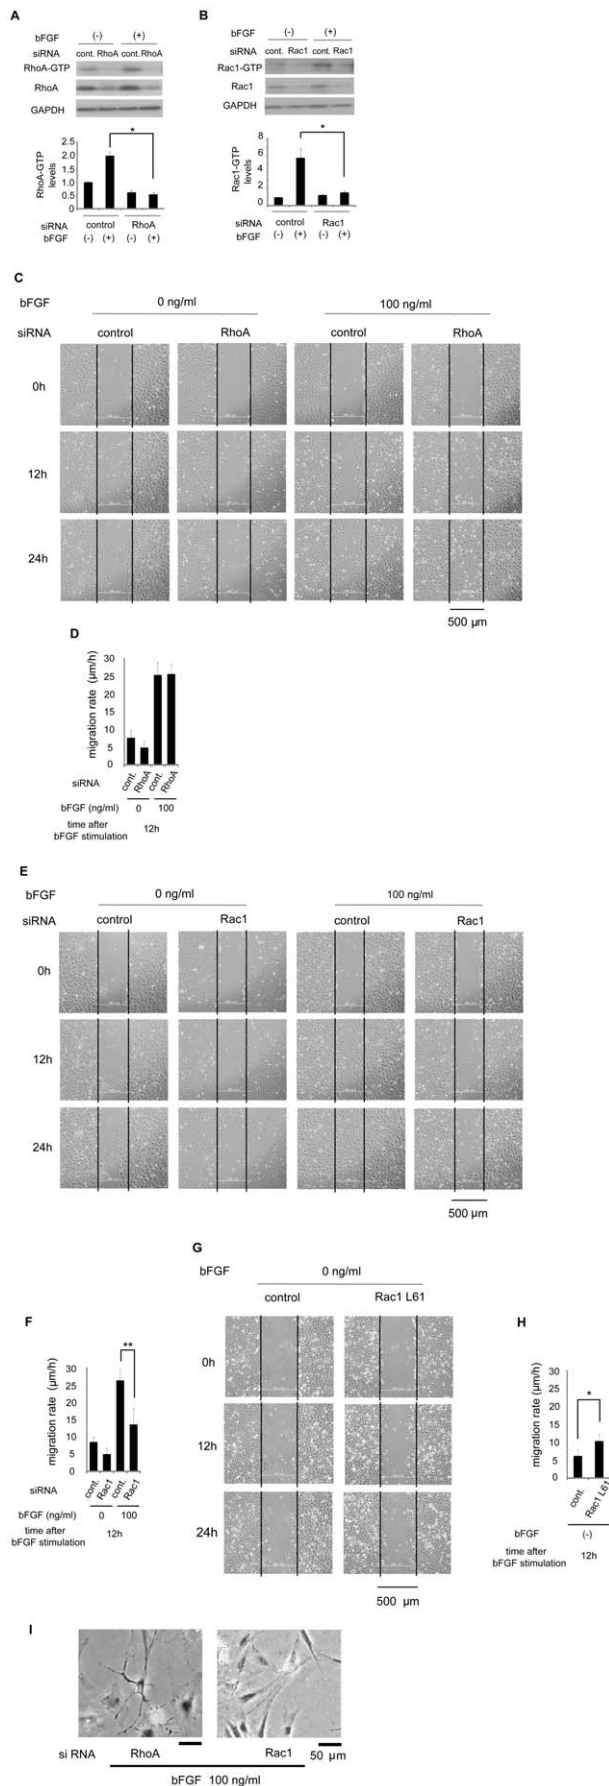 A
bFGF (-) (+)
siRNA cont. RhoA cont. RhoA
RhoA-GTP
RhoA
GAPDH
2.5
2.0
1.5
1.0
0.5
0
RhoA-GTP
levels
*
siRNA control RhoA
bFGF (-) (+) (-) (+)
B
bFGF (-) (+)
siRNA cont. Rac1 cont. Rac1
Rac1-GTP
Rac1
GAPDH
8
6
4
2
0
Rac1-GTP
levels
*
siRNA control Rac1
bFGF (-) (+) (-) (+)
C
bFGF 0 ng/ml 100 ng/ml
siRNA control RhoA control RhoA
0h
12h
24h
500 μm
D
migration rate (μm/h)
30
25
20
15
10
5
0
siRNA cont. RhoA cont. RhoA
bFGF (ng/ml) 0 100
time after
bFGF stimulation 12h
E
bFGF 0 ng/ml 100 ng/ml
siRNA control Rac1 control Rac1
0h
12h
24h
500 μm
F
migration rate (μm/h)
30
25
20
15
10
5
0
**
siRNA cont. Rac1 cont. Rac1
bFGF (ng/ml) 0 100
time after
bFGF stimulation 12h
G
bFGF 0 ng/ml
control Rac1 L61
0h
12h
24h
500 μm
H
migration rate (μm/h)
30
25
20
15
10
5
0
*
cont. Rac1 L61
bFGF (-)
time after
bFGF stimulation 12h
I
si RNA RhoA Rac1 50 μm
bFGF 100 ng/ml